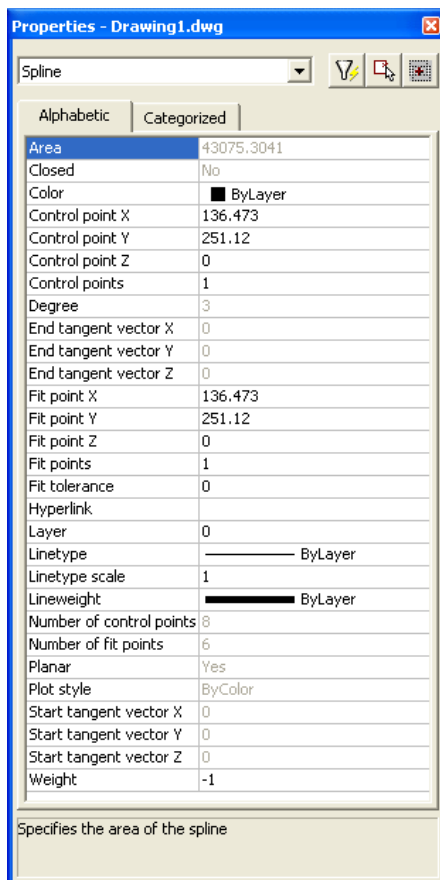 Properties - Drawing1.dwg
Spline
Alphabetic Categorized
Area 43075.3041
Closed No
Color ByLayer
Control point X 136.473
Control point Y 251.12
Control point Z 0
Control points 1
Degree 3
End tangent vector X 0
End tangent vector Y 0
End tangent vector Z 0
Fit point X 136.473
Fit point Y 251.12
Fit point Z 0
Fit points 1
Fit tolerance 0
Hyperlink
Layer 0
Linetype ByLayer
Linetype scale 1
Lineweight ByLayer
Number of control points 8
Number of fit points 6
Planar Yes
Plot style ByColor
Start tangent vector X 0
Start tangent vector Y 0
Start tangent vector Z 0
Weight -1
Specifies the area of the spline